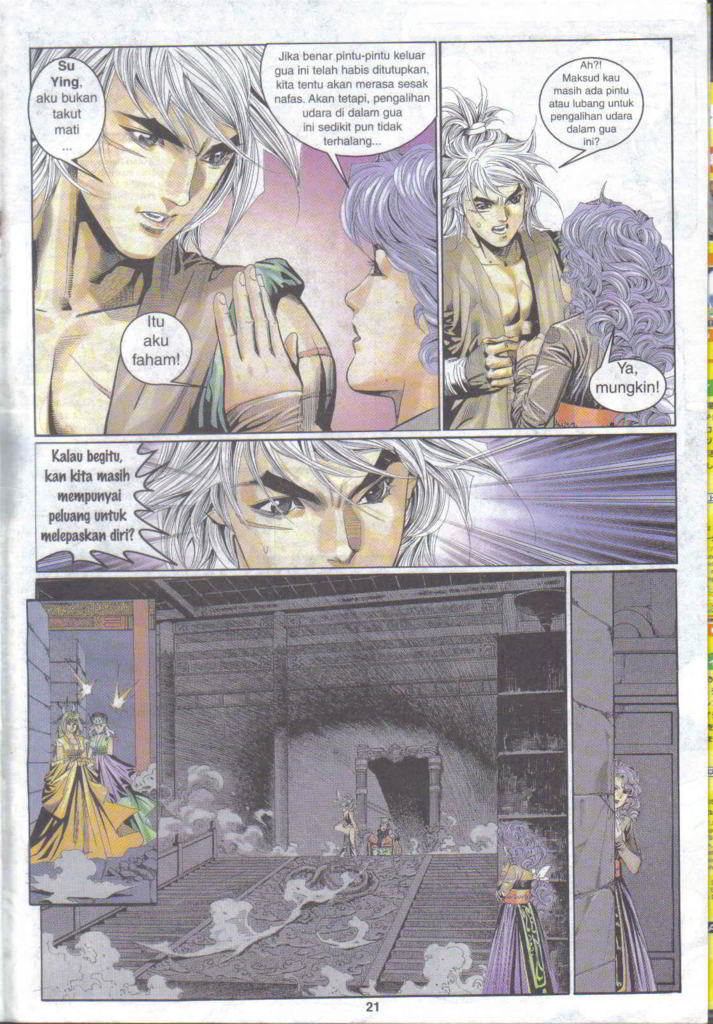 Su
Ying,
aku bukan
takut
mati
...
Jika benar pintu-pintu keluar
gua ini telah habis ditutupkan,
kita tentu akan merasa sesak
nafas. Akan tetapi, pengalihan
udara di dalam gua
ini sedikit pun tidak
terhalang...
Itu
aku
faham!
Ah?!
Maksud kau
masih ada pintu
atau lubang untuk
pengalihan udara
dalam gua
ini?
Ya,
mungkin!
Kalau begitu,
kan kita masih
mempunyai
peluang untuk
melepaskan diri?
21